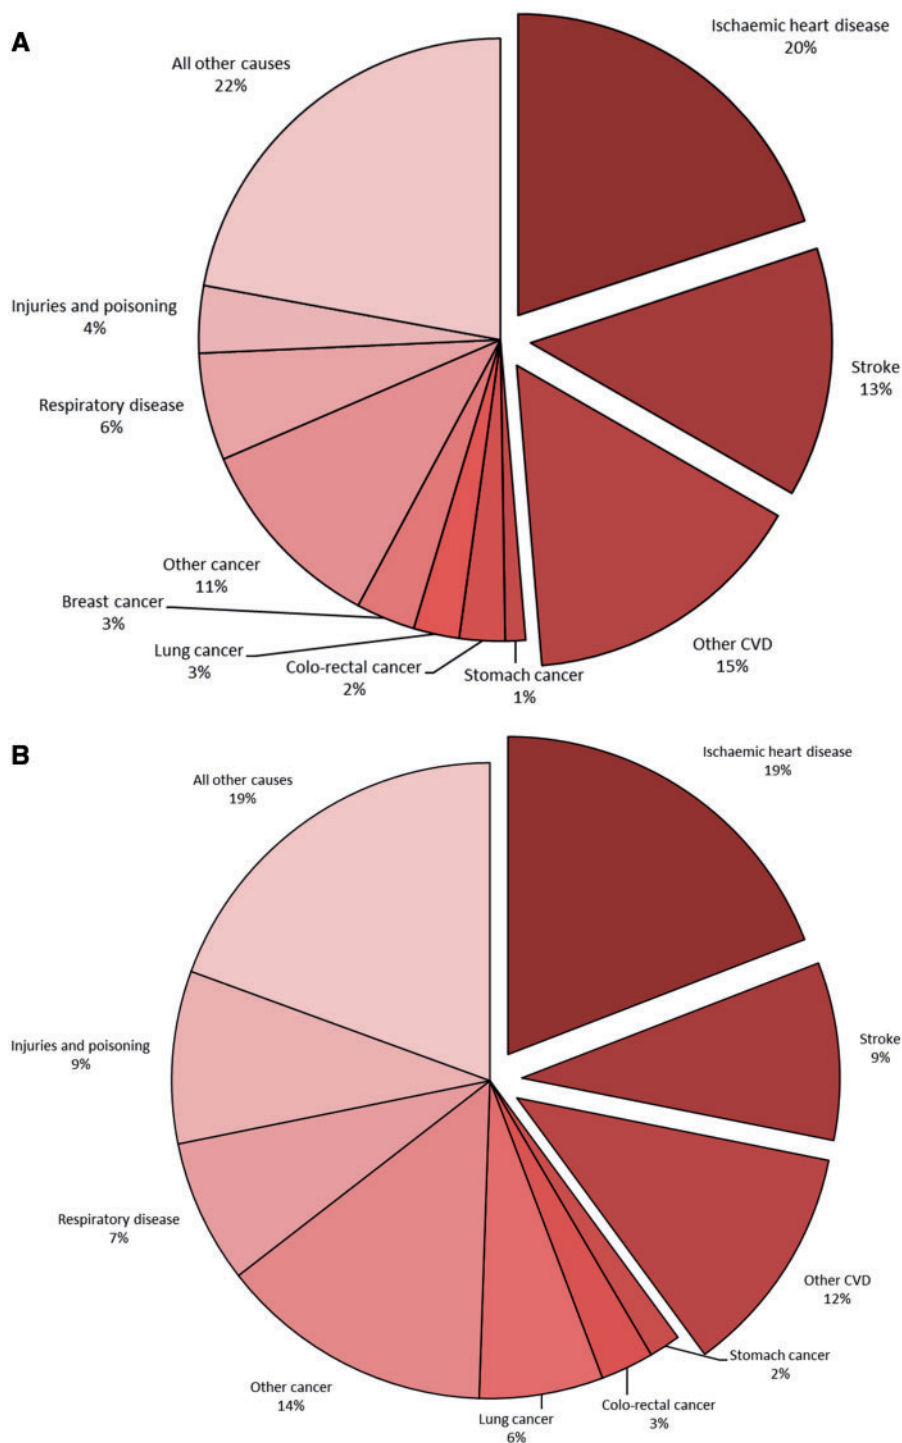 A
Ischaemic heart disease
20%
All other causes
22%
Injuries and poisoning
4%
Stroke
13%
Respiratory disease
6%
Other cancer
11%
Breast cancer
3%
Lung cancer
3%
Colo-rectal cancer
2%
Stomach cancer
1%
Other CVD
15%
B
Ischaemic heart disease
19%
All other causes
19%
Injuries and poisoning
9%
Stroke
9%
Respiratory disease
7%
Other CVD
12%
Stomach cancer
2%
Other cancer
14%
Colo-rectal cancer
3%
Lung cancer
6%